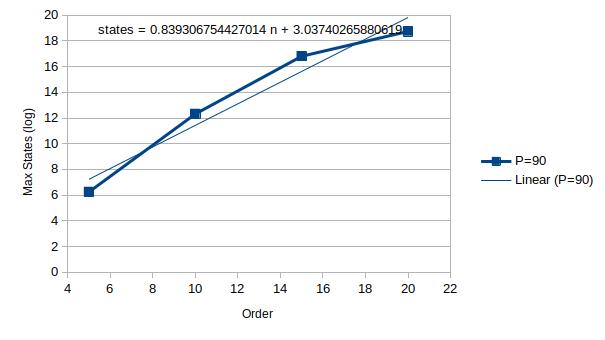 20
states = 0.839306754427014 n + 3.03740265880619
18
16
14
12
10
8
6
4
2
0
Max States (log)
4 6 8 10 12 14 16 18 20 22
Order
P=90
Linear (P=90)